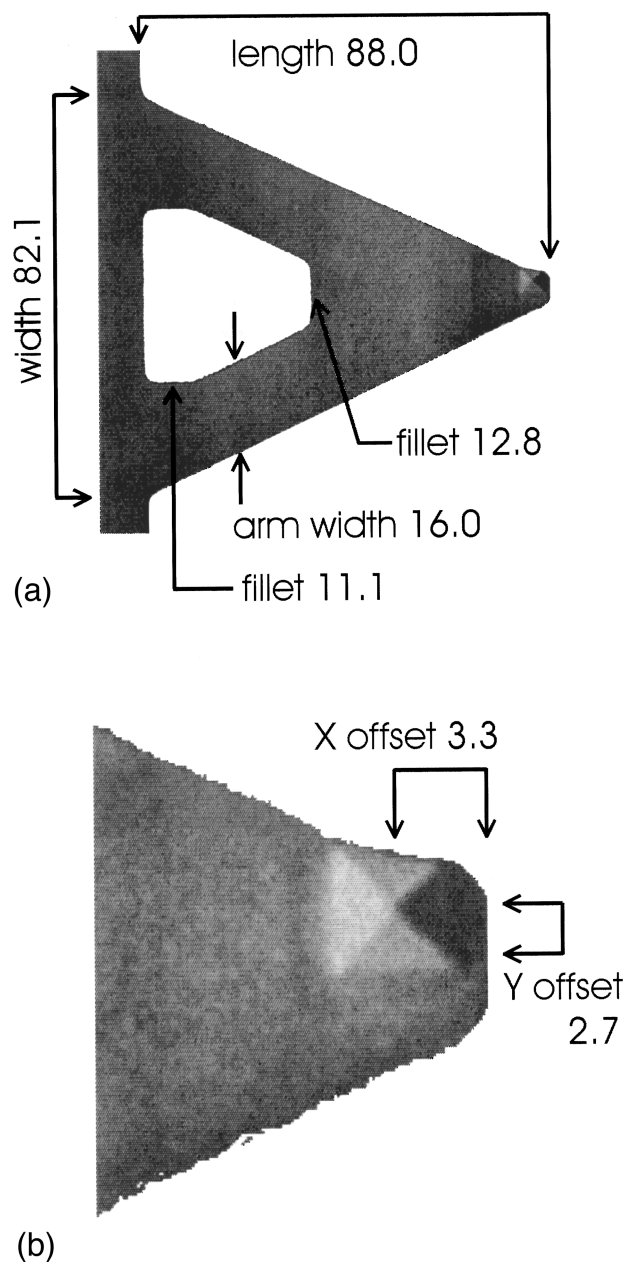 length 88.0
width 82.1
fillet 12.8
arm width 16.0
fillet 11.1
(a)
X offset 3.3
Y offset
2.7
(b)